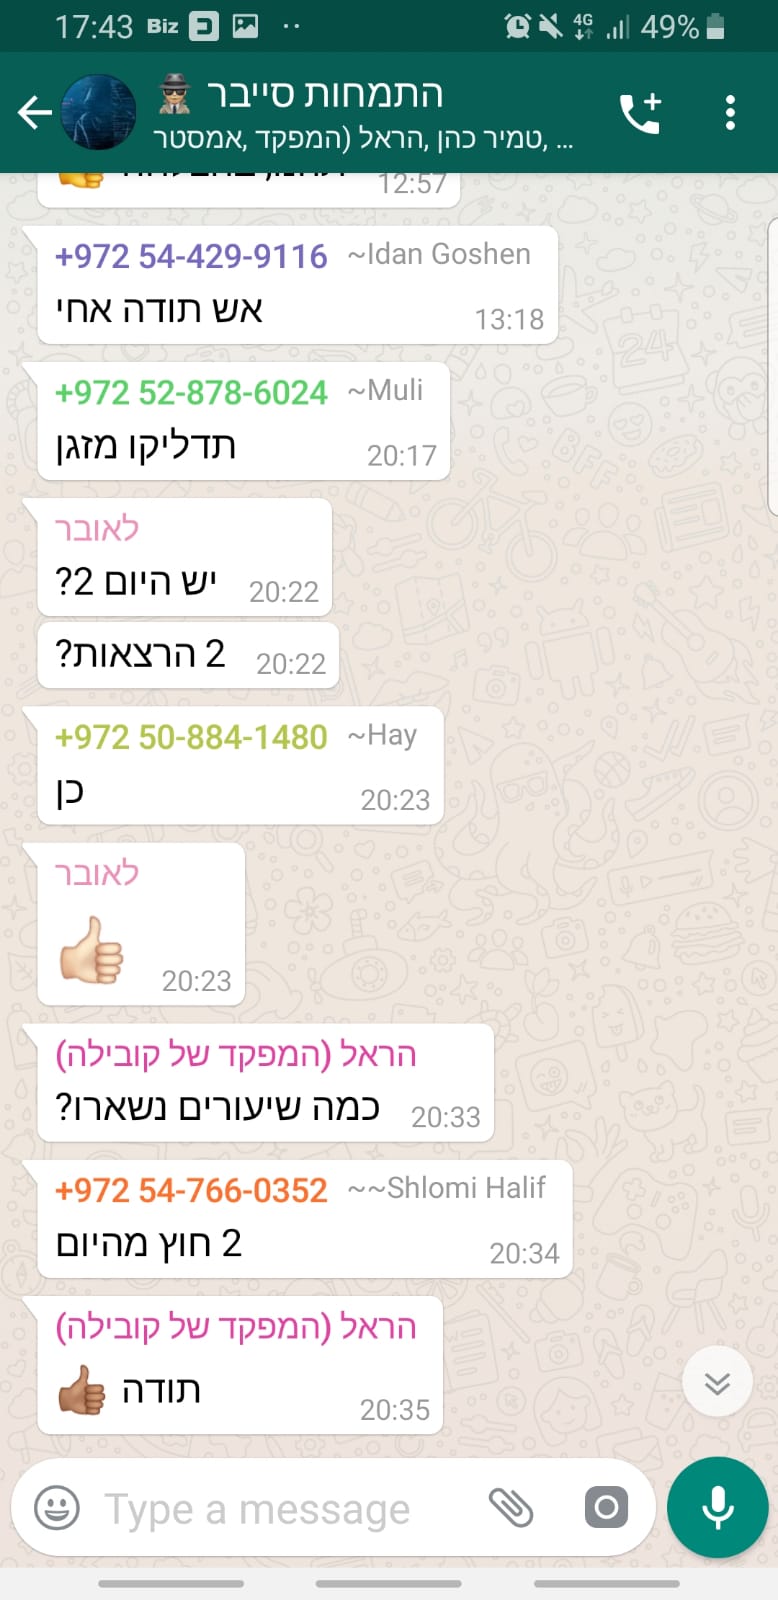 17:43 Biz 4G 49%
התמחות סייבר
טמיר כהן, הראל (המפקד, אמסטר, ...
12:57
+972 54-429-9116 ~Idan Goshen
אש תודה אחי 13:18
+972 52-878-6024 ~Muli
תדליקו מזגן 20:17
לאובר
יש היום 2? 20:22
2 הרצאות? 20:22
+972 50-884-1480 ~Hay
כן 20:23
לאובר
👍🏻 20:23
הראל (המפקד של קובילה)
כמה שיעורים נשארו? 20:33
+972 54-766-0352 ~~Shlomi Halif
2 חוץ מהיום 20:34
הראל (המפקד של קובילה)
תודה 👍🏾 20:35
Type a message